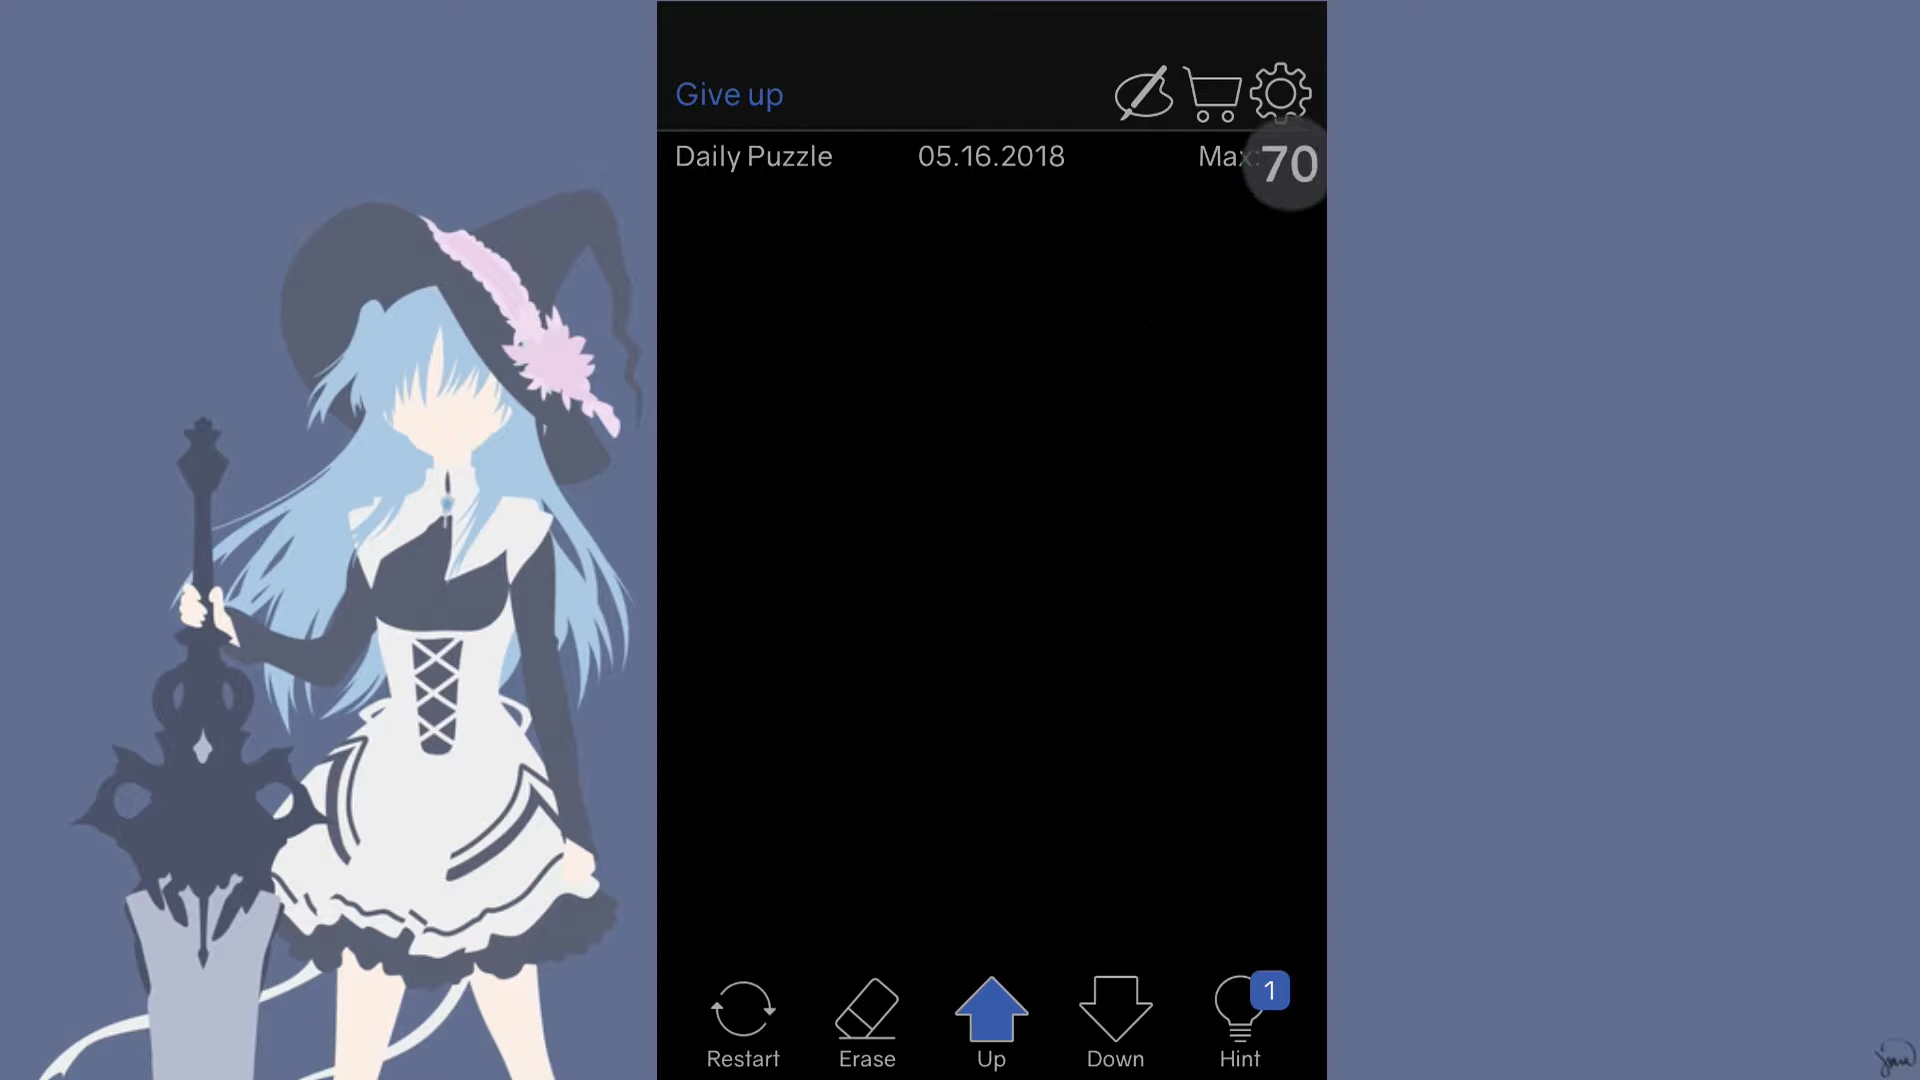 Give up
Daily Puzzle 05.16.2018 Max: 70
1
Restart Erase Up Down Hint